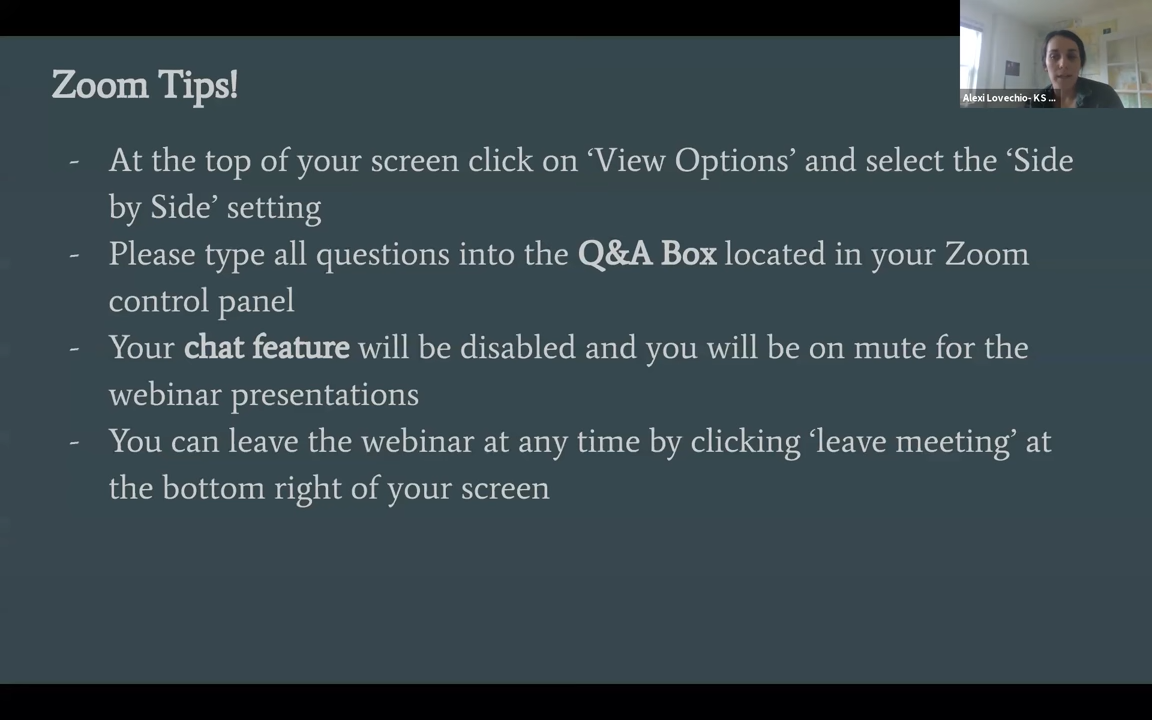 Zoom Tips!
Alexi Lovechio- KS ...
- At the top of your screen click on ‘View Options’ and select the ‘Side
by Side’ setting
- Please type all questions into the Q&A Box located in your Zoom
control panel
- Your chat feature will be disabled and you will be on mute for the
webinar presentations
- You can leave the webinar at any time by clicking ‘leave meeting’ at
the bottom right of your screen